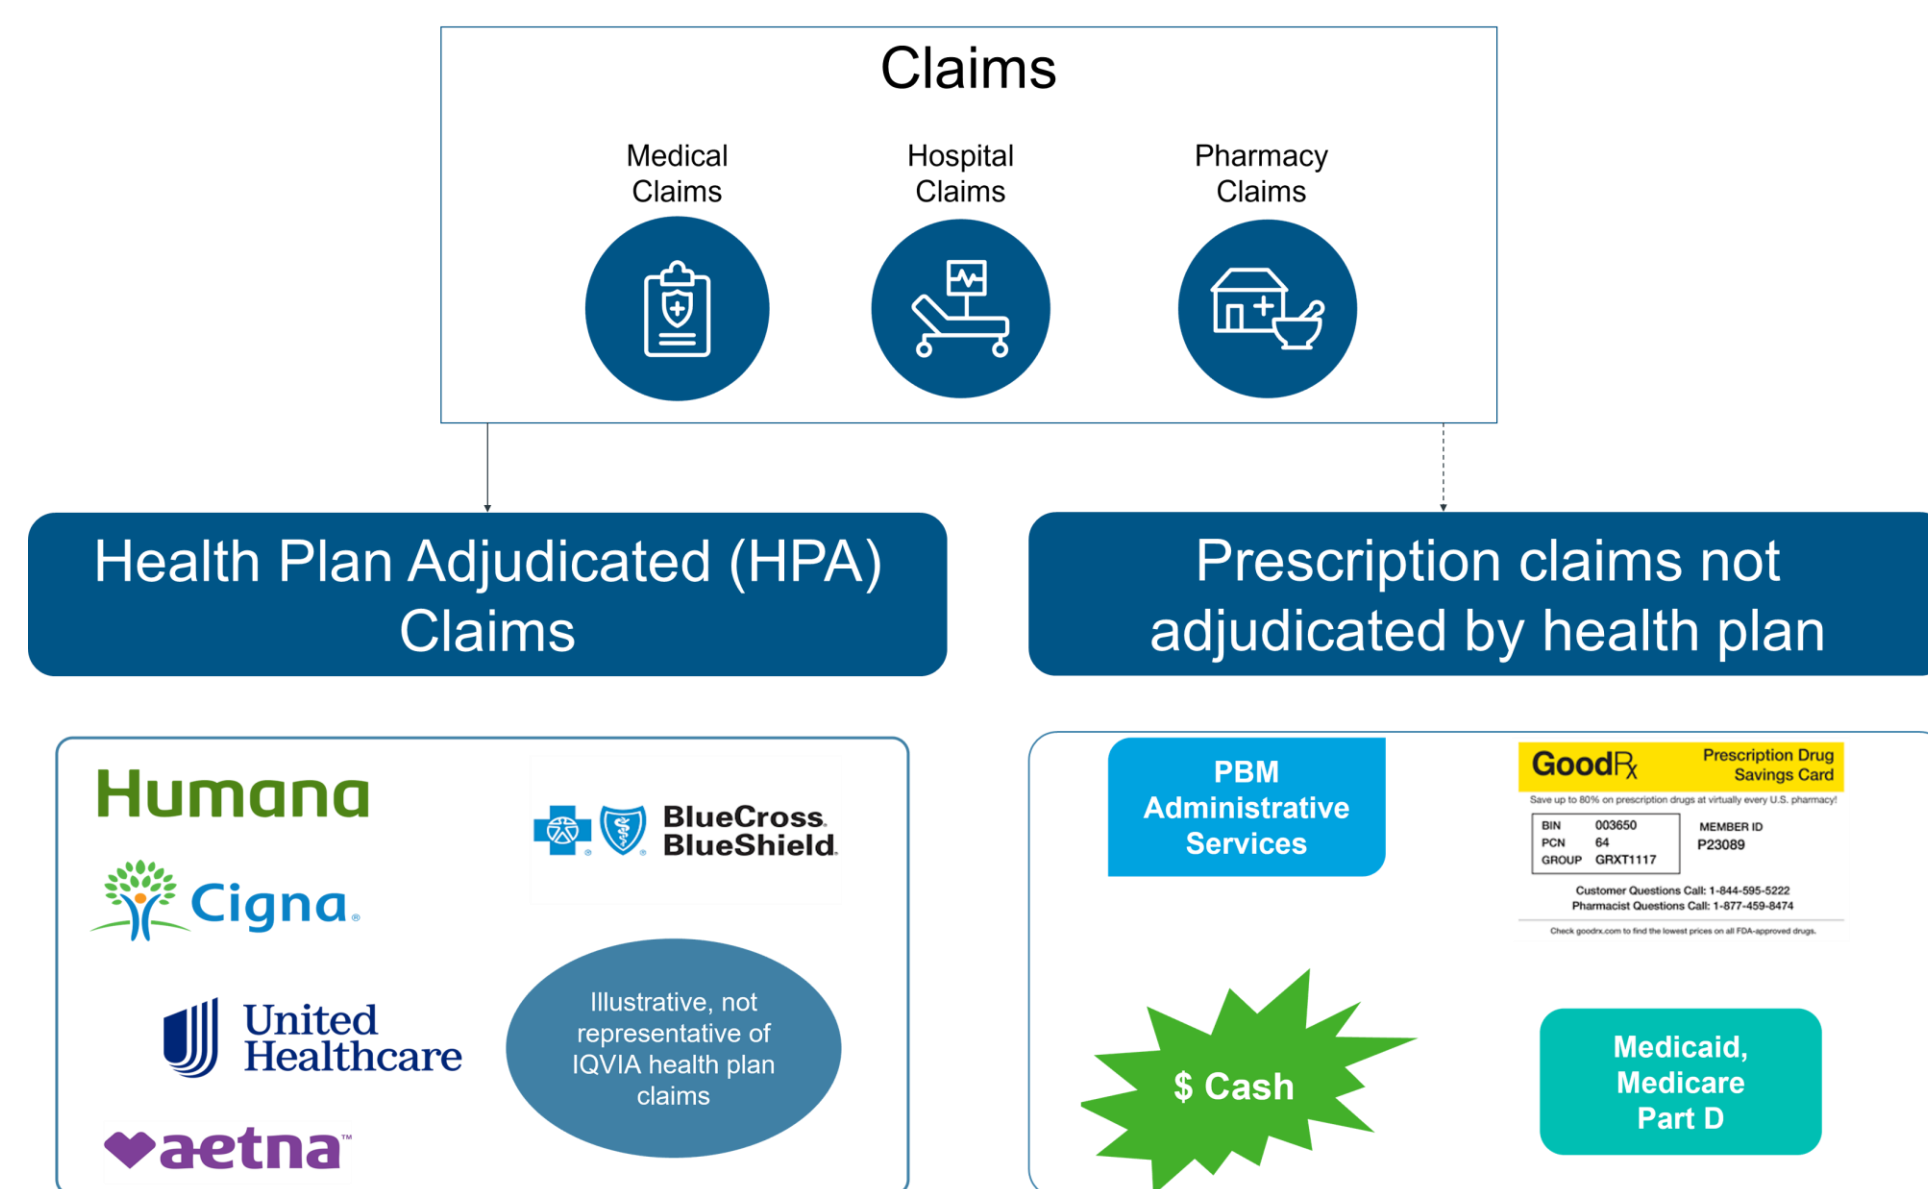 Claims
Medical
Claims
Hospital
Claims
Pharmacy
Claims
Health Plan Adjudicated (HPA)
Claims
Prescription claims not
adjudicated by health plan
Humana
Cigna®
United
Healthcare
aetna™
BlueCross
BlueShield
Illustrative, not
representative of
IQVIA health plan
claims
PBM
Administrative
Services
GoodRx
Prescription Drug
Savings Card
Save up to 80% on prescription drugs at virtually every U.S. pharmacy!
BIN 003650
PCN 64
GROUP GRXT1117
MEMBER ID
P23089
Customer Questions Call: 1-844-595-5222
Pharmacist Questions Call: 1-877-459-8474
Check goodrx.com to find the lowest prices on all FDA-approved drugs.
$ Cash
Medicaid,
Medicare
Part D